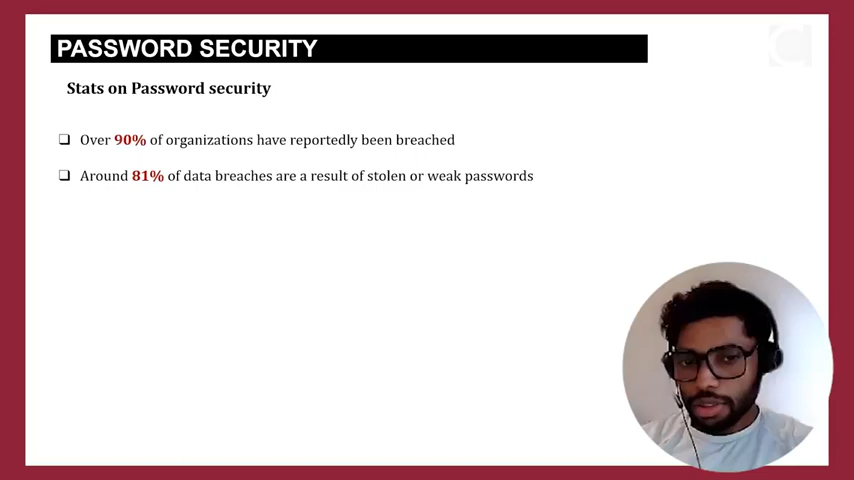 PASSWORD SECURITY
Stats on Password security
Over 90% of organizations have reportedly been breached
Around 81% of data breaches are a result of stolen or weak passwords